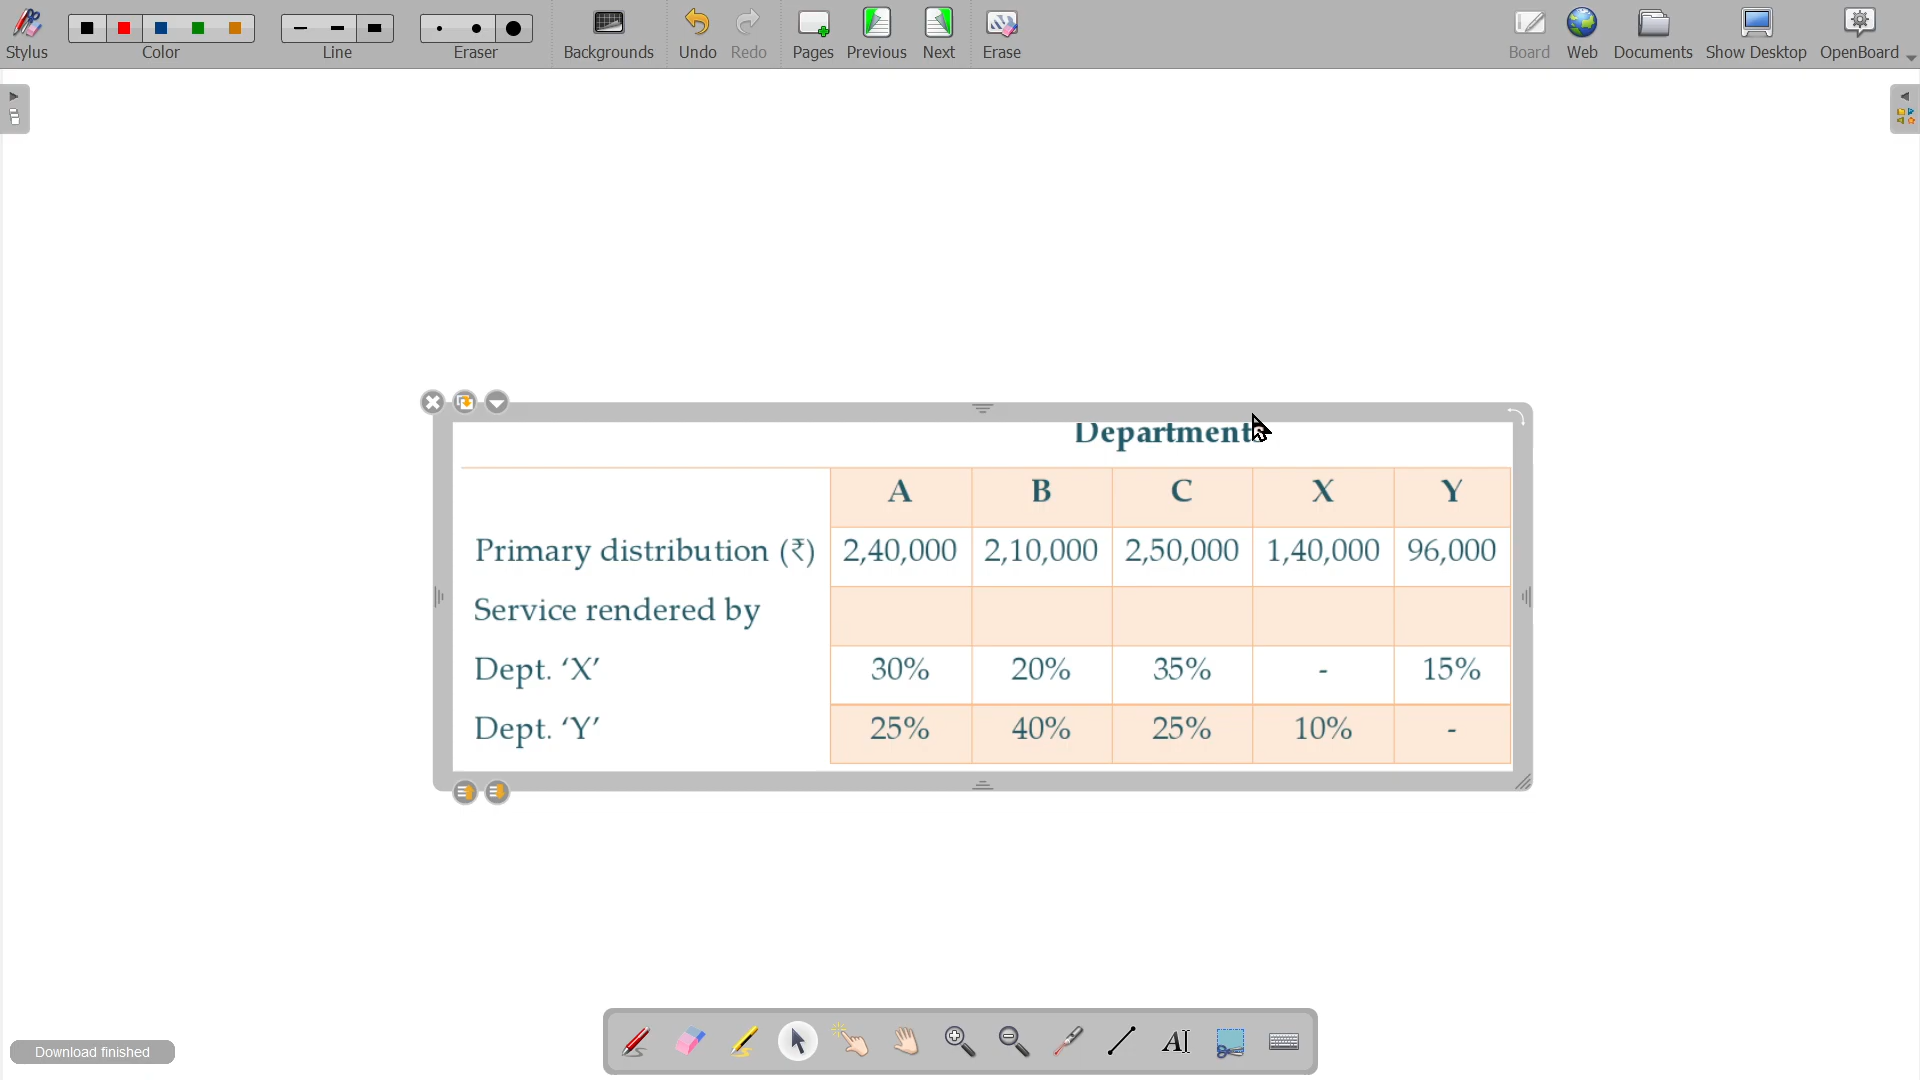 Stylus Color Line Eraser Backgrounds Undo Redo Pages Previous Next Erase Board Web Documents Show Desktop OpenBoard
Departments
A B C X Y
Primary distribution (₹) 2,40,000 2,10,000 2,50,000 1,40,000 96,000
Service rendered by
Dept. ‘X’ 30% 20% 35% - 15%
Dept. ‘Y’ 25% 40% 25% 10% -
Download finished